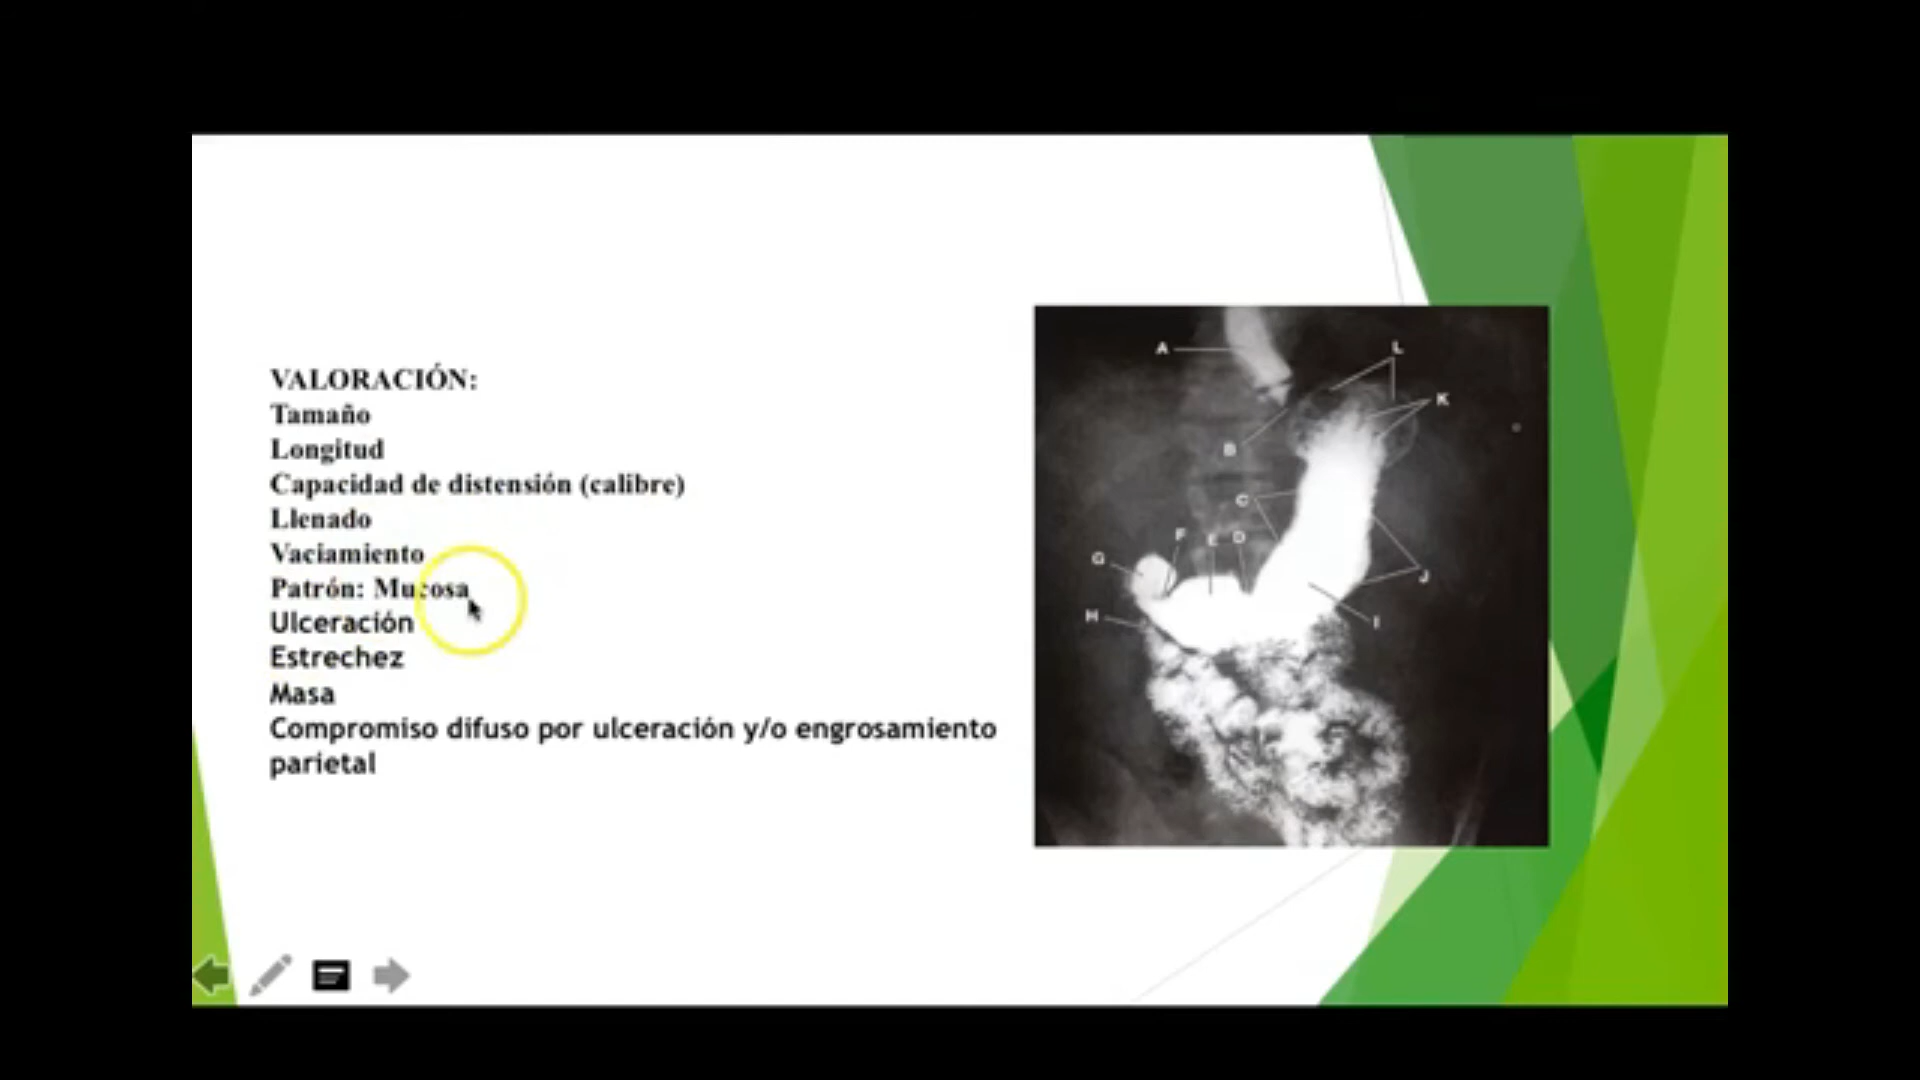 VALORACIÓN:
Tamaño
Longitud
Capacidad de distensión (calibre)
Llenado
Vaciamiento
Patrón: Mucosa
Ulceración
Estrechez
Masa
Compromiso difuso por ulceración y/o engrosamiento
parietal
A
L
K
B
C
F
E
D
G
J
H
I